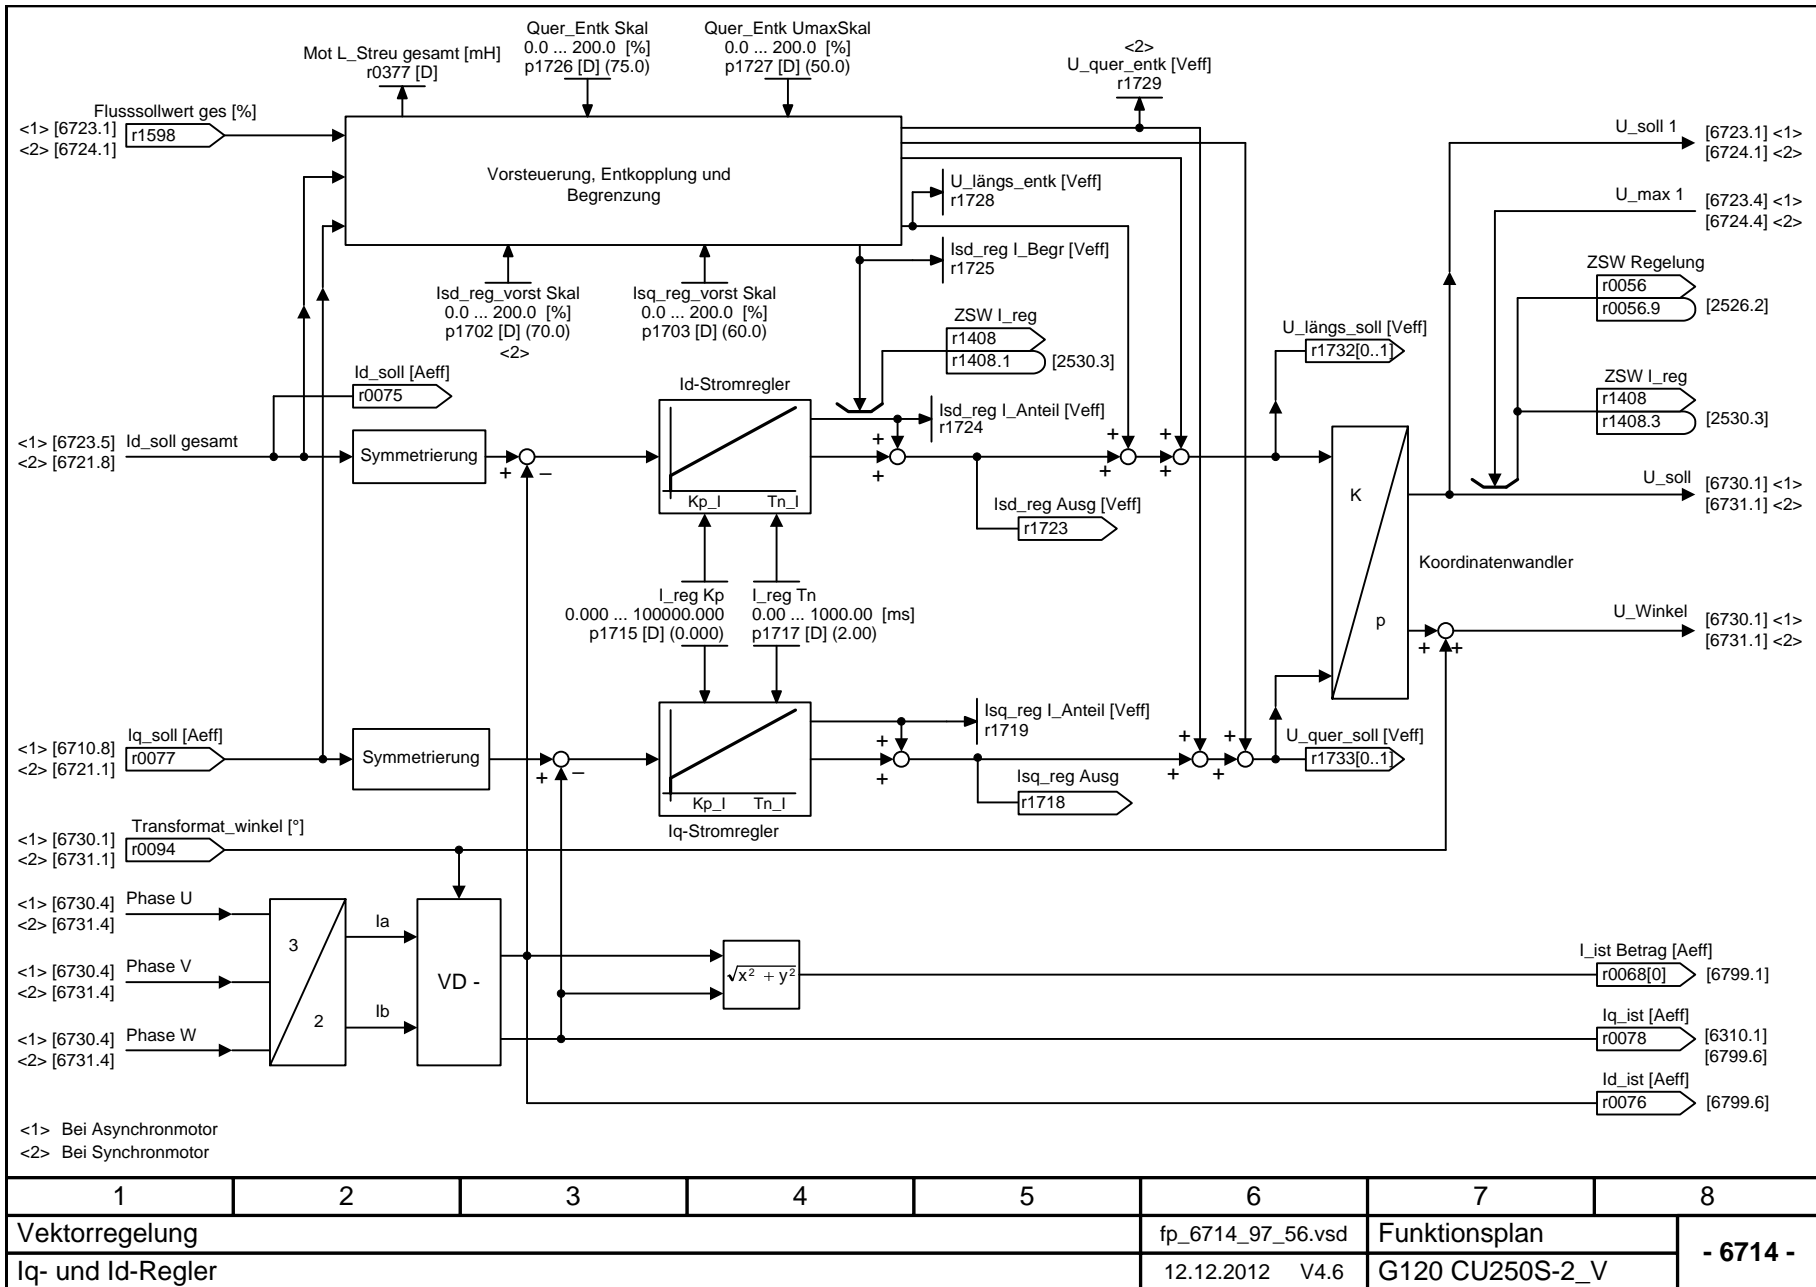 Mot L_Streu gesamt [mH]
r0377 [D]
Quer_Entk Skal
0.0 ... 200.0 [%]
p1726 [D] (75.0)
Quer_Entk UmaxSkal
0.0 ... 200.0 [%]
p1727 [D] (50.0)
<2>
U_quer_entk [Veff]
r1729
Flusssollwert ges [%]
<1> [6723.1]
<2> [6724.1]
r1598
Vorsteuerung, Entkopplung und
Begrenzung
U_längs_entk [Veff]
r1728
Isd_reg I_Begr [Veff]
r1725
U_soll 1
[6723.1] <1>
[6724.1] <2>
U_max 1
[6723.4] <1>
[6724.4] <2>
ZSW Regelung
r0056
r0056.9
[2526.2]
Isd_reg_vorst Skal
0.0 ... 200.0 [%]
p1702 [D] (70.0)
<2>
Isq_reg_vorst Skal
0.0 ... 200.0 [%]
p1703 [D] (60.0)
ZSW I_reg
r1408
r1408.1
[2530.3]
U_längs_soll [Veff]
r1732[0..1]
ZSW I_reg
r1408
r1408.3
[2530.3]
Id_soll [Aeff]
r0075
Id-Stromregler
Isd_reg I_Anteil [Veff]
r1724
<1> [6723.5]
<2> [6721.8]
Id_soll gesamt
Symmetrierung
+
–
Kp_I
Tn_I
+
+
+
+
+
+
Isd_reg Ausg [Veff]
r1723
K
p
U_soll
[6730.1] <1>
[6731.1] <2>
Koordinatenwandler
I_reg Kp
0.000 ... 100000.000
p1715 [D] (0.000)
I_reg Tn
0.00 ... 1000.00 [ms]
p1717 [D] (2.00)
U_Winkel
+
+
[6730.1] <1>
[6731.1] <2>
Iq_soll [Aeff]
<1> [6710.8]
<2> [6721.1]
r0077
Symmetrierung
+
–
Kp_I
Tn_I
Iq-Stromregler
Isq_reg I_Anteil [Veff]
r1719
+
+
+
+
+
+
Isq_reg Ausg
r1718
U_quer_soll [Veff]
r1733[0..1]
Transformat_winkel [°]
<1> [6730.1]
<2> [6731.1]
r0094
<1> [6730.4]
<2> [6731.4]
Phase U
<1> [6730.4]
<2> [6731.4]
Phase V
<1> [6730.4]
<2> [6731.4]
Phase W
3
2
Ia
Ib
VD -
√x² + y²
I_ist Betrag [Aeff]
r0068[0]
[6799.1]
Iq_ist [Aeff]
r0078
[6310.1]
[6799.6]
Id_ist [Aeff]
r0076
[6799.6]
<1> Bei Asynchronmotor
<2> Bei Synchronmotor
1 2 3 4 5 6 7 8
Vektorregelung
fp_6714_97_56.vsd
Funktionsplan
- 6714 -
Iq- und Id-Regler
12.12.2012 V4.6
G120 CU250S-2_V